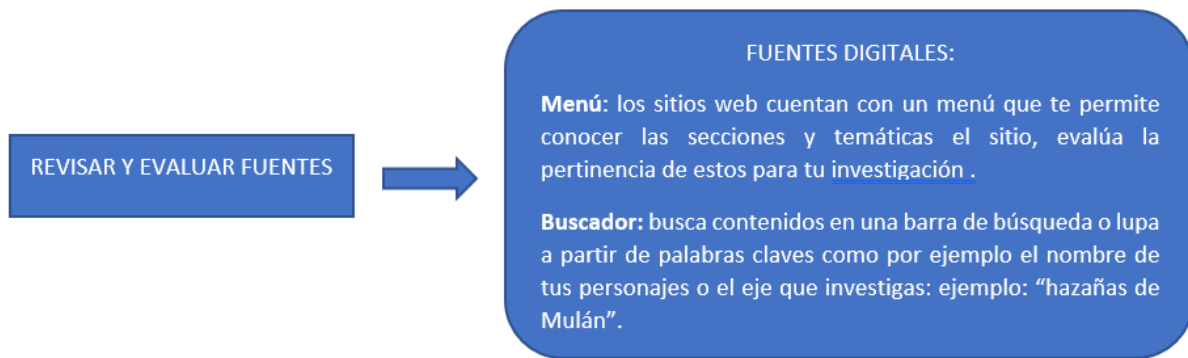 REVISAR Y EVALUAR FUENTES
FUENTES DIGITALES:
Menú: los sitios web cuentan con un menú que te permite
conocer las secciones y temáticas el sitio, evalúa la
pertinencia de estos para tu investigación .
Buscador: busca contenidos en una barra de búsqueda o lupa
a partir de palabras claves como por ejemplo el nombre de
tus personajes o el eje que investigas: ejemplo: “hazañas de
Mulán”.